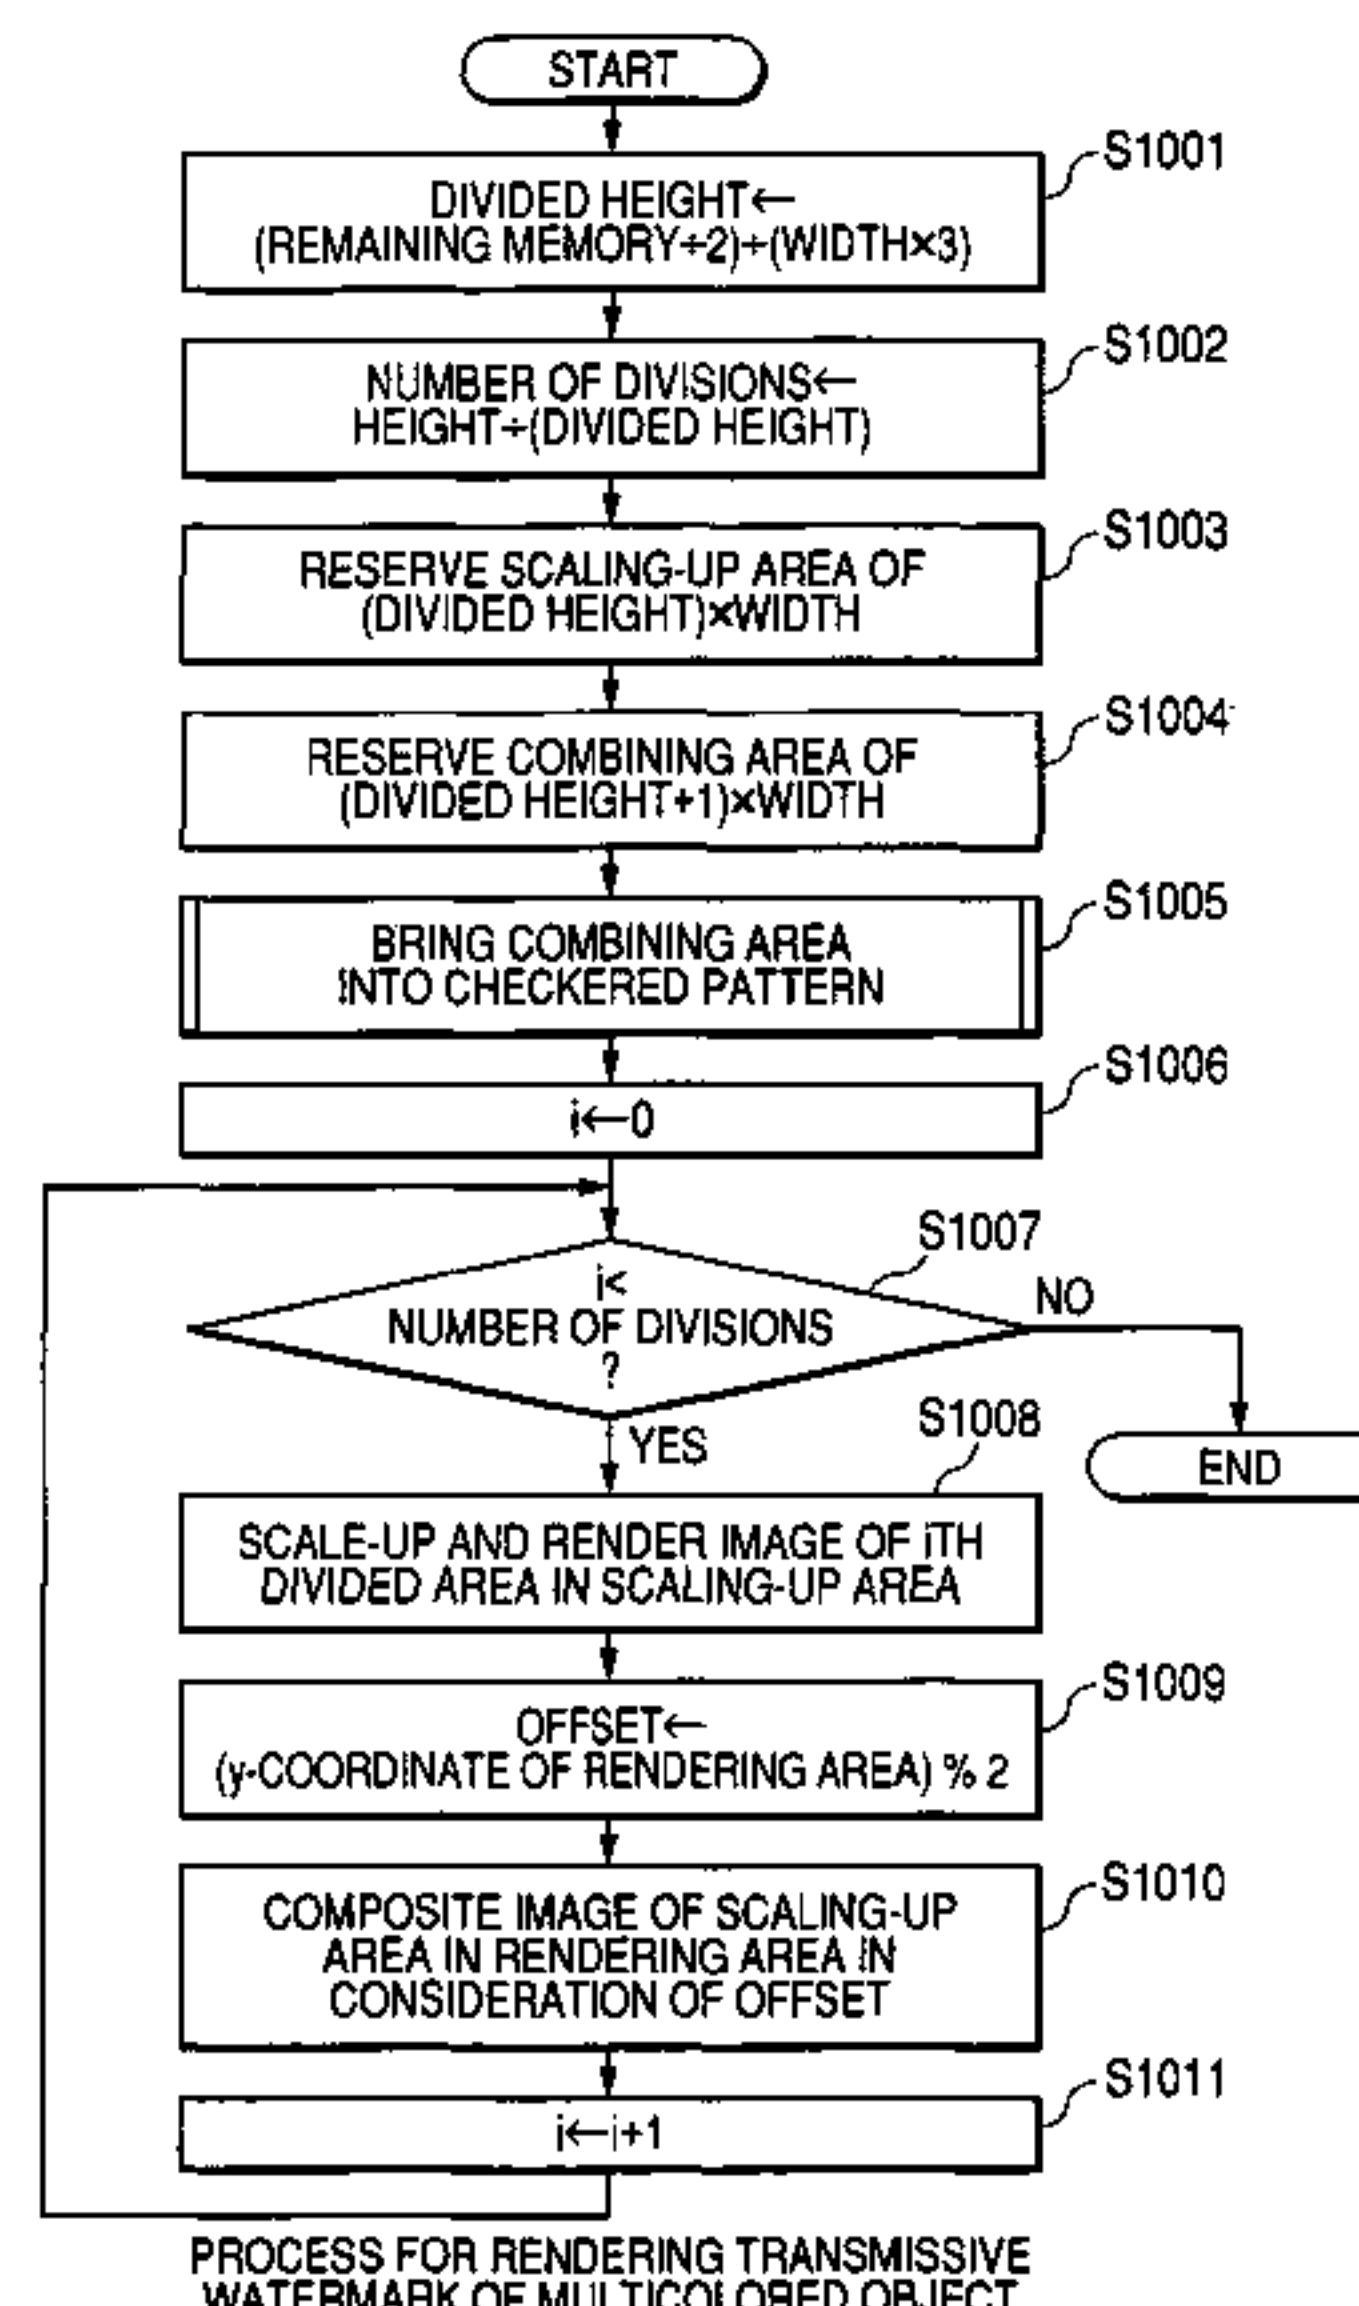 START
S1001
DIVIDED HEIGHT←
(REMAINING MEMORY÷2)÷(WIDTH×3)
S1002
NUMBER OF DIVISIONS←
HEIGHT÷(DIVIDED HEIGHT)
S1003
RESERVE SCALING-UP AREA OF
(DIVIDED HEIGHT)×WIDTH
S1004
RESERVE COMBINING AREA OF
(DIVIDED HEIGHT+1)×WIDTH
S1005
BRING COMBINING AREA
INTO CHECKERED PATTERN
S1006
i←0
S1007
i<
NUMBER OF DIVISIONS
?
NO
YES
END
S1008
SCALE-UP AND RENDER IMAGE OF iTH
DIVIDED AREA IN SCALING-UP AREA
S1009
OFFSET←
(y-COORDINATE OF RENDERING AREA) % 2
S1010
COMPOSITE IMAGE OF SCALING-UP
AREA IN RENDERING AREA IN
CONSIDERATION OF OFFSET
S1011
i←i+1
PROCESS FOR RENDERING TRANSMISSIVE
WATERMARK OF MULTICOLORED OBJECT